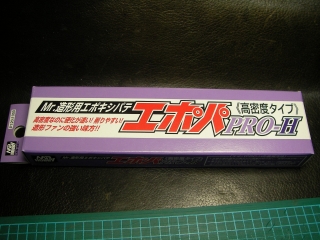 Mr.造形用エポキシパテ
高密度なのに硬化が速い!削りやすい!
造形ファンの強い味方!!
エポパ《高密度タイプ》
PRO-H